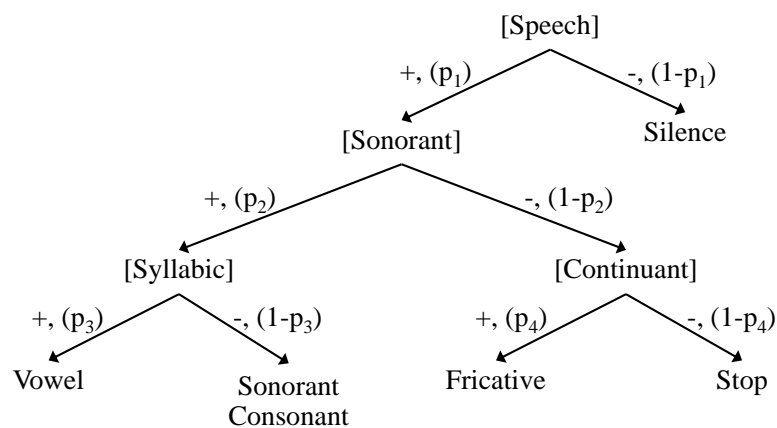 [Speech]
+, (p₁) -, (1-p₁)
[Sonorant] Silence
+, (p₂) -, (1-p₂)
[Syllabic] [Continuant]
+, (p₃) -, (1-p₃) +, (p₄) -, (1-p₄)
Vowel Sonorant Fricative Stop
Consonant